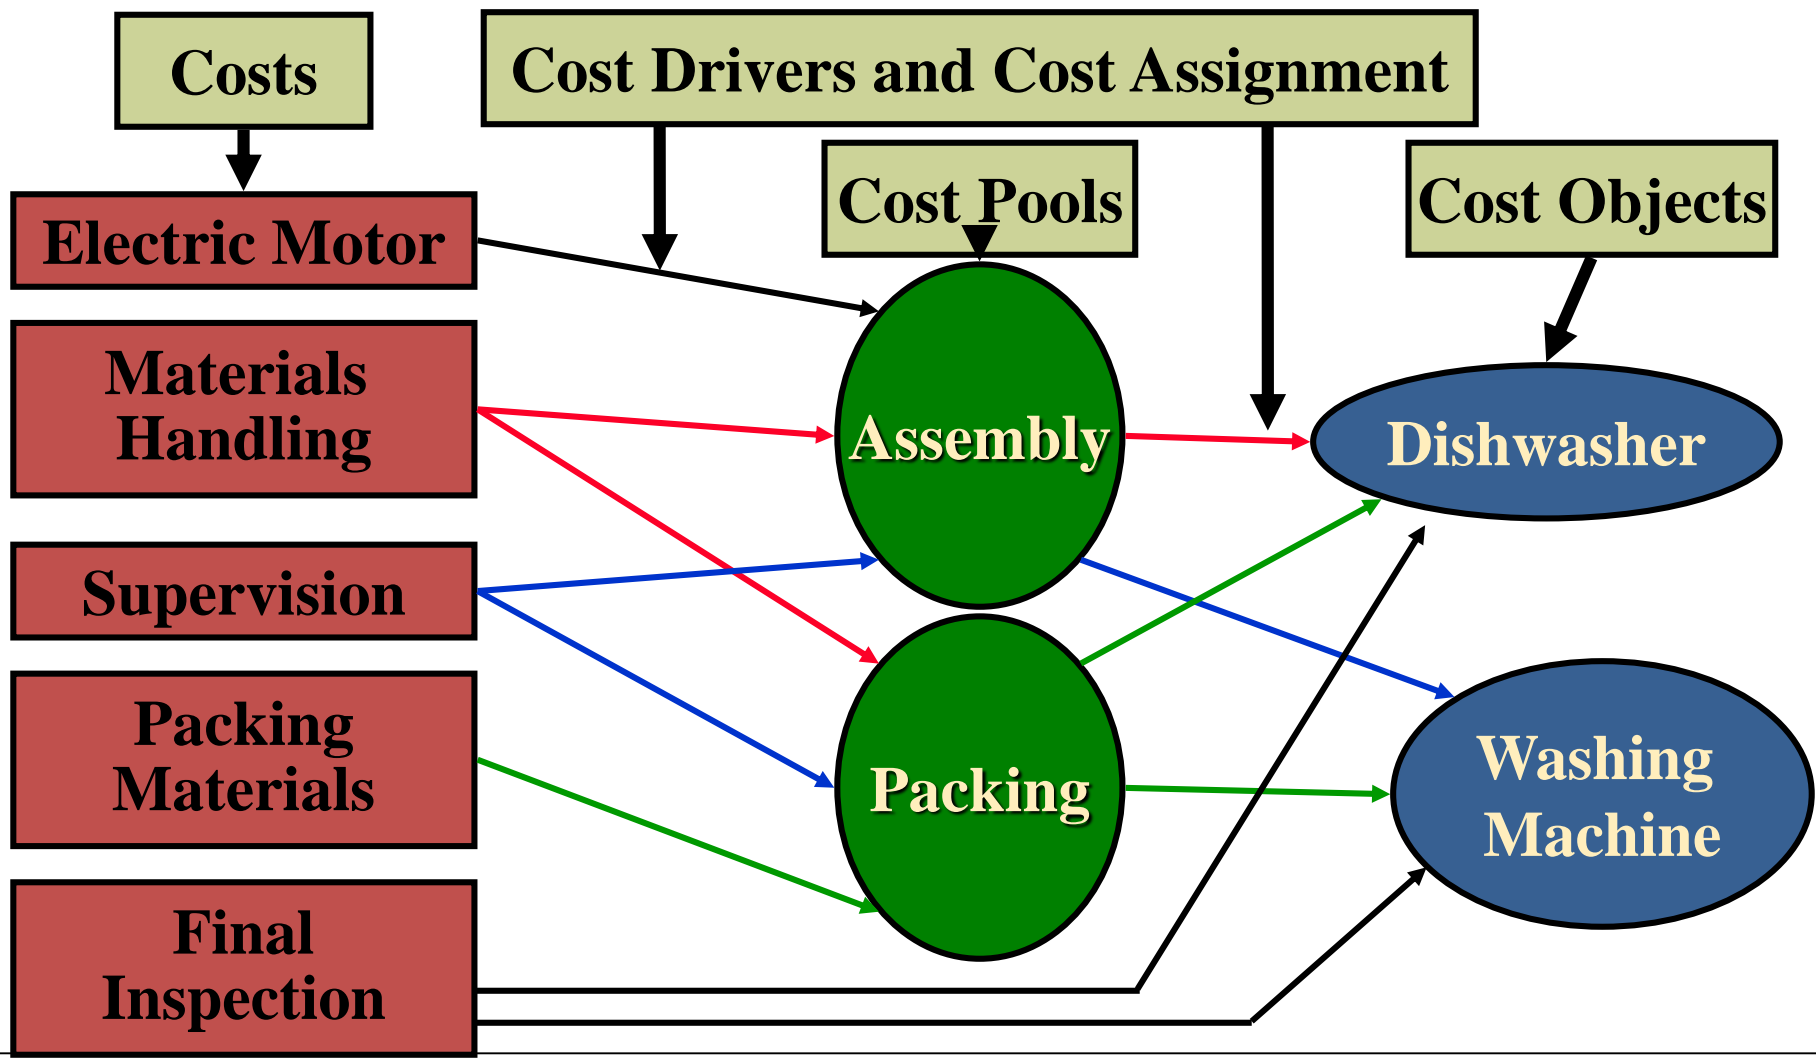 Costs
Cost Drivers and Cost Assignment
Cost Pools
Cost Objects
Electric Motor
Materials
Handling
Supervision
Packing
Materials
Final
Inspection
Assembly
Packing
Dishwasher
Washing
Machine